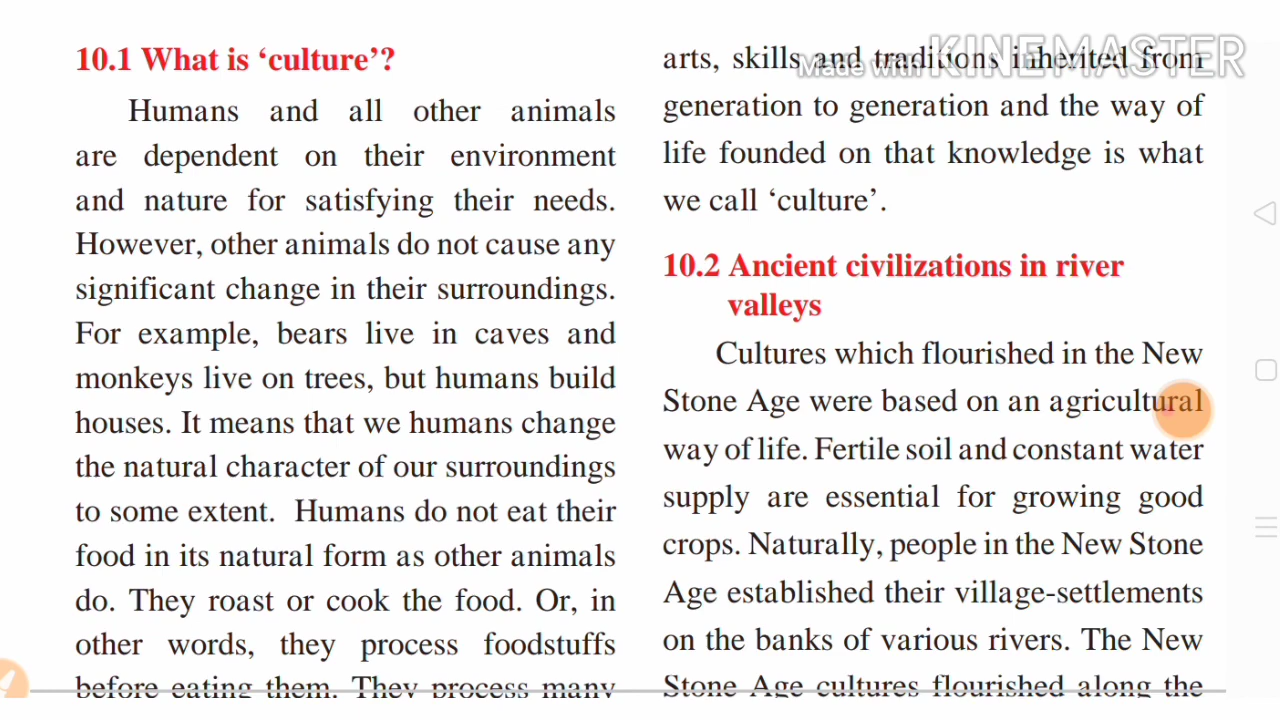 10.1 What is ‘culture’?
Humans and all other animals
are dependent on their environment
and nature for satisfying their needs.
However, other animals do not cause any
significant change in their surroundings.
For example, bears live in caves and
monkeys live on trees, but humans build
houses. It means that we humans change
the natural character of our surroundings
to some extent. Humans do not eat their
food in its natural form as other animals
do. They roast or cook the food. Or, in
other words, they process foodstuffs
before eating them. They process many
arts, skills and traditions inherited from
generation to generation and the way of
life founded on that knowledge is what
we call ‘culture’.
10.2 Ancient civilizations in river
valleys
Cultures which flourished in the New
Stone Age were based on an agricultural
way of life. Fertile soil and constant water
supply are essential for growing good
crops. Naturally, people in the New Stone
Age established their village-settlements
on the banks of various rivers. The New
Stone Age cultures flourished along the
Made with KINEMASTER